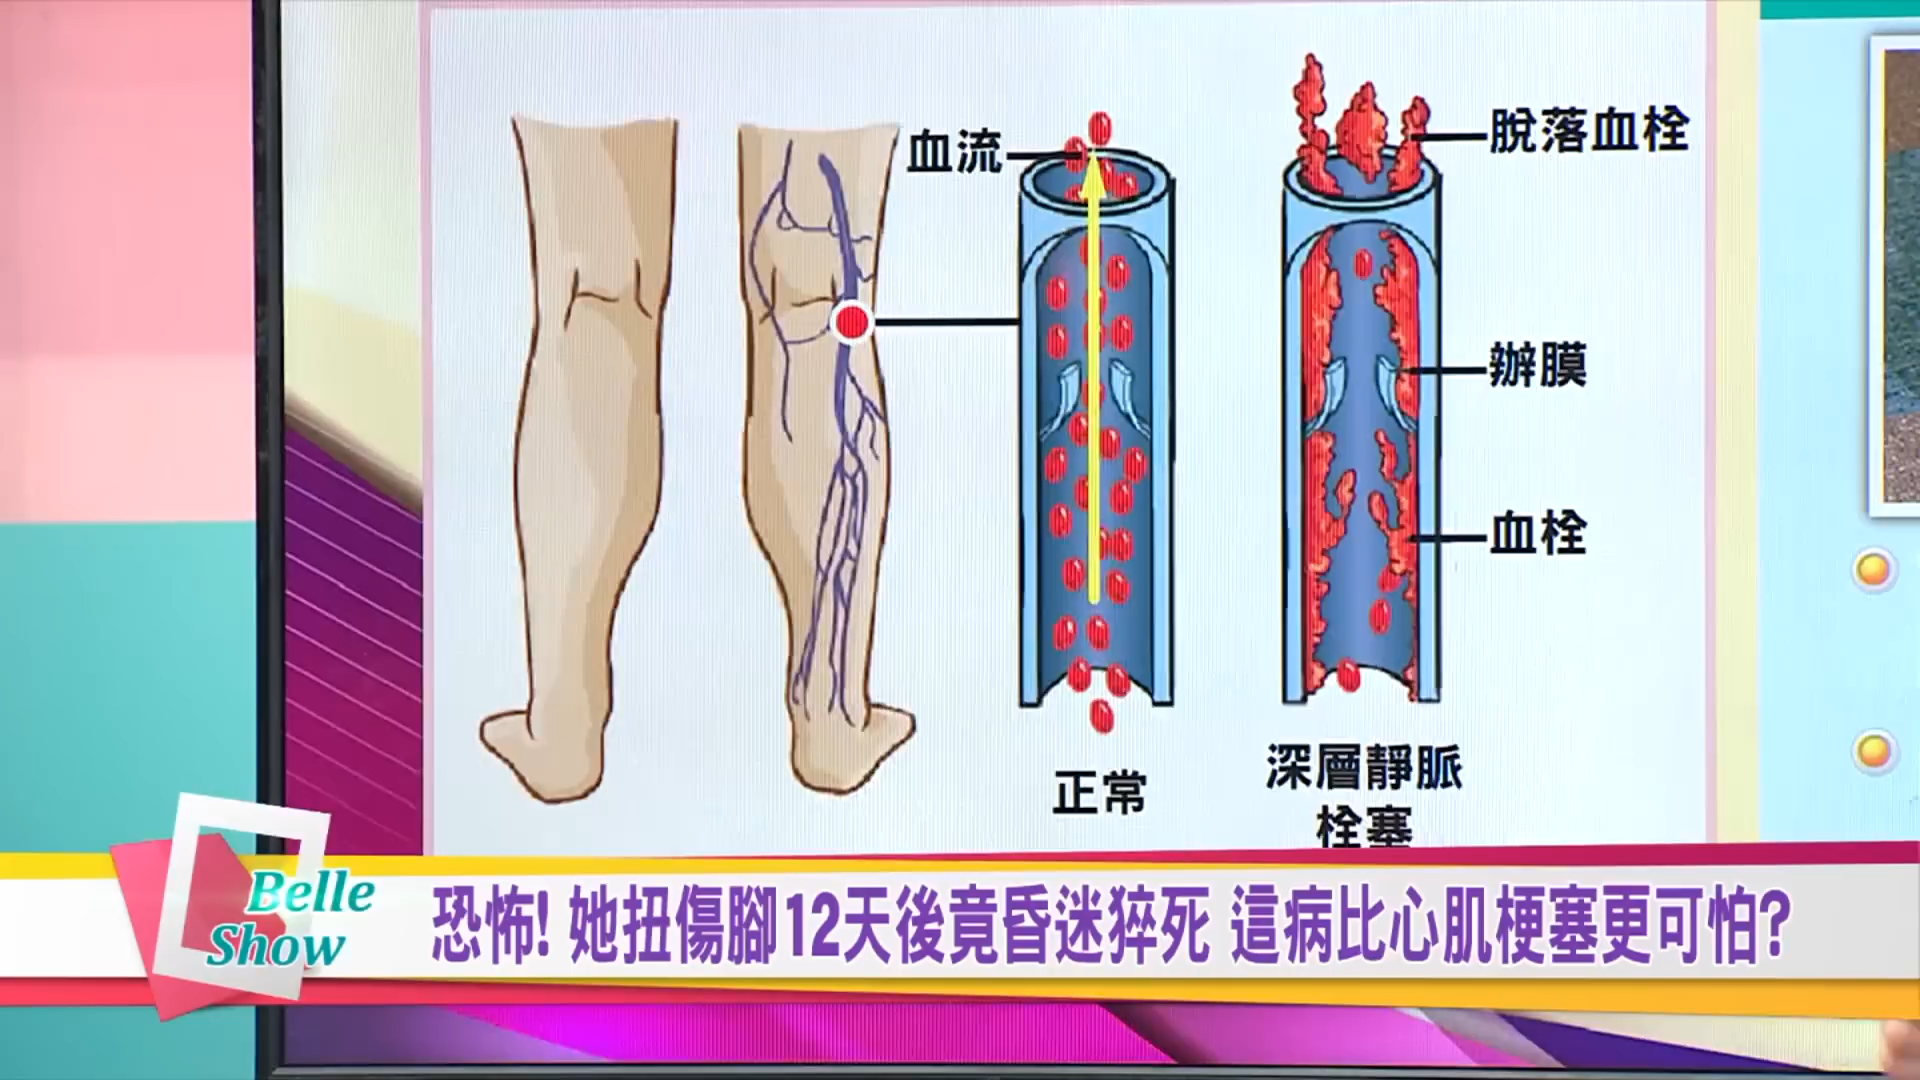 血流
脫落血栓
辦膜
血栓
正常
深層靜脈
栓塞
Belle
Show
恐怖! 她扭傷腳12天後竟昏迷猝死 這病比心肌梗塞更可怕?